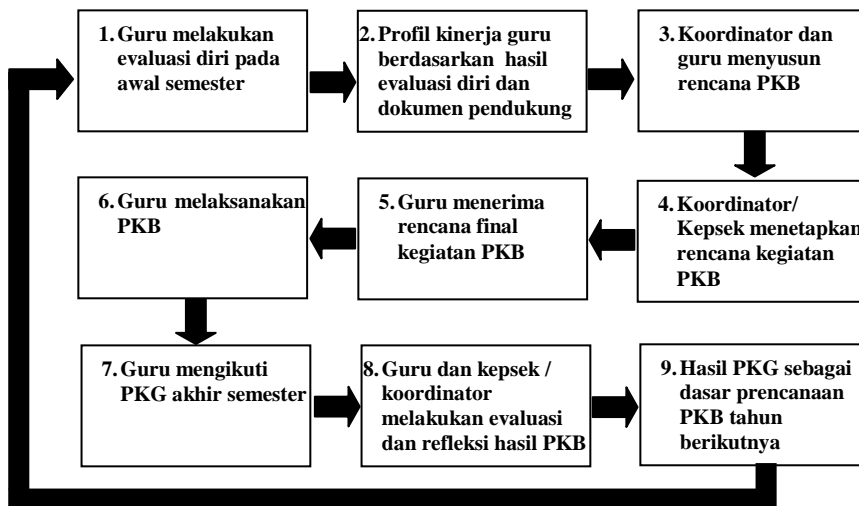 1. Guru melakukan
evaluasi diri pada
awal semester
2. Profil kinerja guru
berdasarkan hasil
evaluasi diri dan
dokumen pendukung
3. Koordinator dan
guru menyusun
rencana PKB
6. Guru melaksanakan
PKB
5. Guru menerima
rencana final
kegiatan PKB
4. Koordinator/
Kepsek menetapkan
rencana kegiatan
PKB
7. Guru mengikuti
PKG akhir semester
8. Guru dan kepsek /
koordinator
melakukan evaluasi
dan refleksi hasil PKB
9. Hasil PKG sebagai
dasar prencanaan
PKB tahun
berikutnya